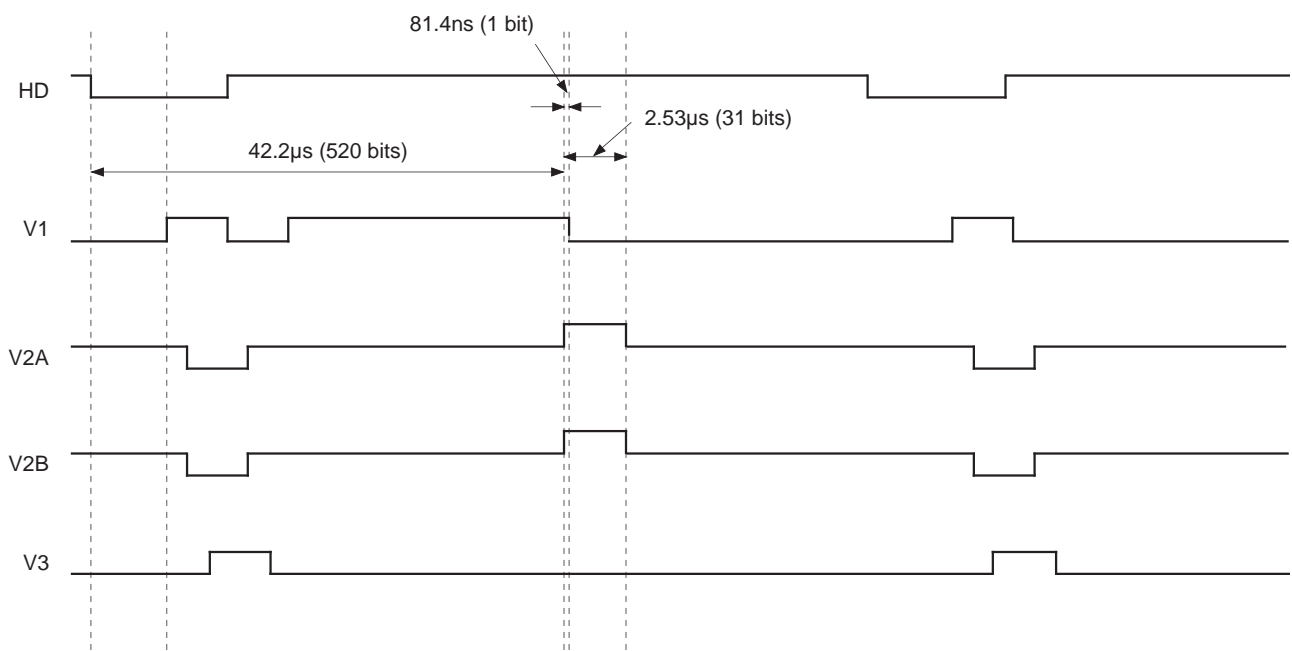 81.4ns (1 bit)
HD
2.53µs (31 bits)
42.2µs (520 bits)
V1
V2A
V2B
V3